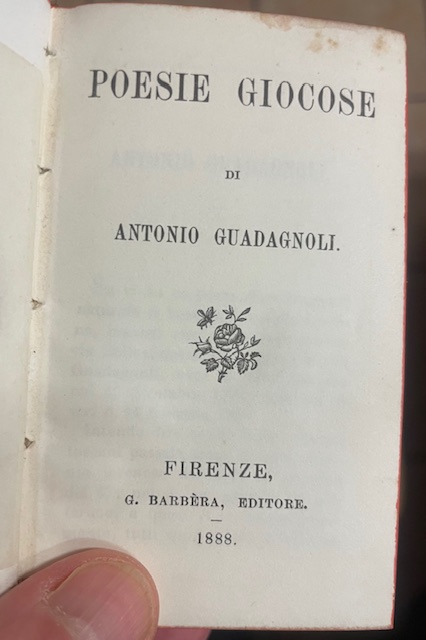 POESIE GIOCOSE
DI
ANTONIO GUADAGNOLI.
FIRENZE,
G. BARBÈRA, EDITORE.
1888.